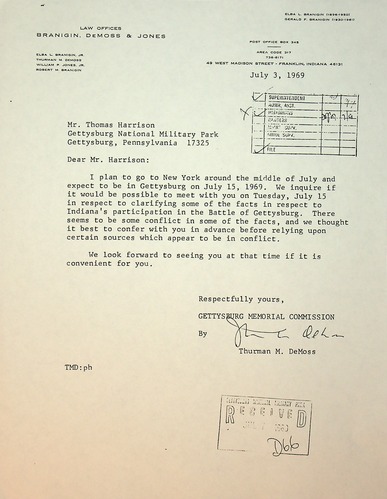 LAW OFFICES
BRANIGIN, DEMOSS & JONES
ELBA L. BRANIGIN, JR.
THURMAN M. DEMOSS
WILLIAM P. JONES, JR.
ROBERT M. BRANIGIN
POST OFFICE BOX
AREA CODE 317
46 WEST MADISON STREET - FRANKLIN, INDIANA 46131
July 3, 1969
SUPERINTENDENT
FILE
Mr. Thomas Harrison
Gettysburg National Military Park
Gettysburg, Pennsylvania 17325
Dear Mr. Harrison:
I plan to go to New York around the middle of July and
expect to be in Gettysburg on July 15, 1969. We inquire if
it would be possible to meet with you on Tuesday, July 15
in respect to clarifying some of the facts in respect to
Indiana's participation in the Battle of Gettysburg. There
seems to be some conflict in some of the facts, and we thought
it best to confer with you in advance before relying upon
certain sources which appear to be in conflict.
We look forward to seeing you at that time if it is
convenient for you.
Respectfully yours,
GETTYSBURG MEMORIAL COMMISSION
By
Thurman M. DeMoss
TMD:ph
RECEIVED
D66